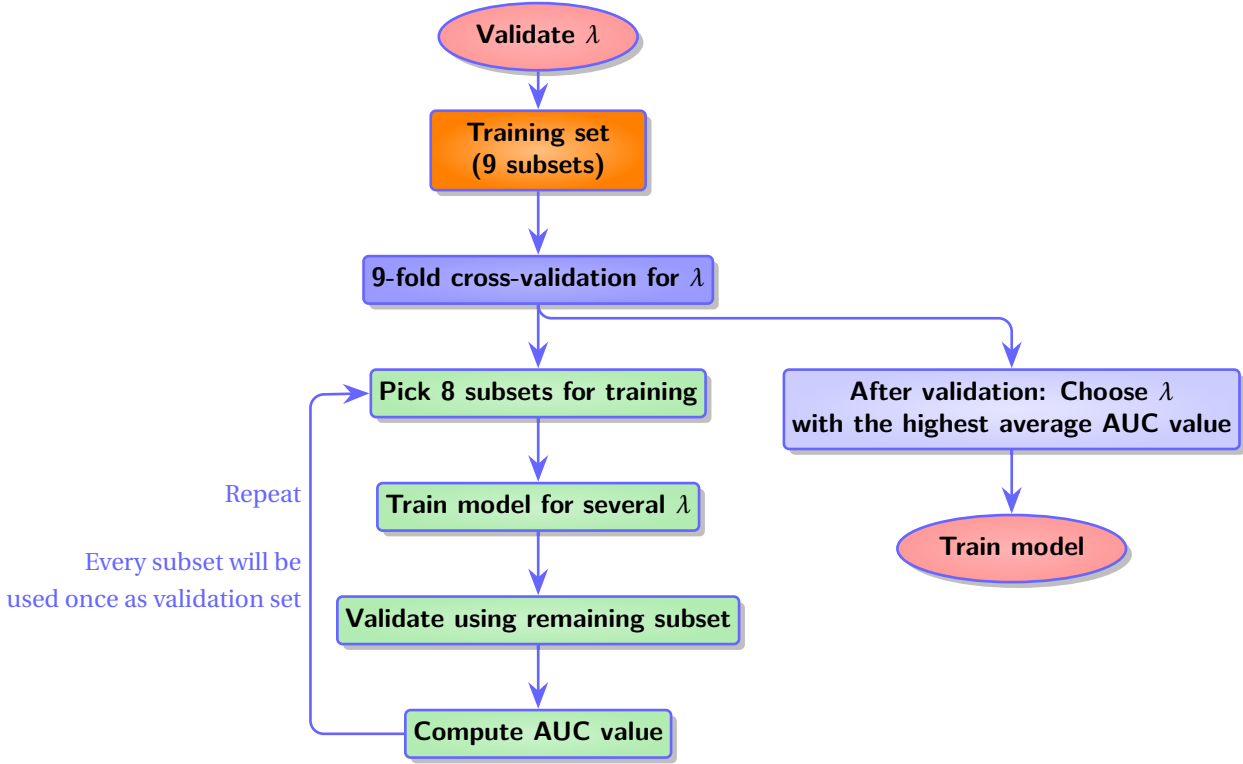 Validate λ
Training set
(9 subsets)
9-fold cross-validation for λ
Pick 8 subsets for training
After validation: Choose λ
with the highest average AUC value
Repeat
Train model for several λ
Train model
Every subset will be
used once as validation set
Validate using remaining subset
Compute AUC value